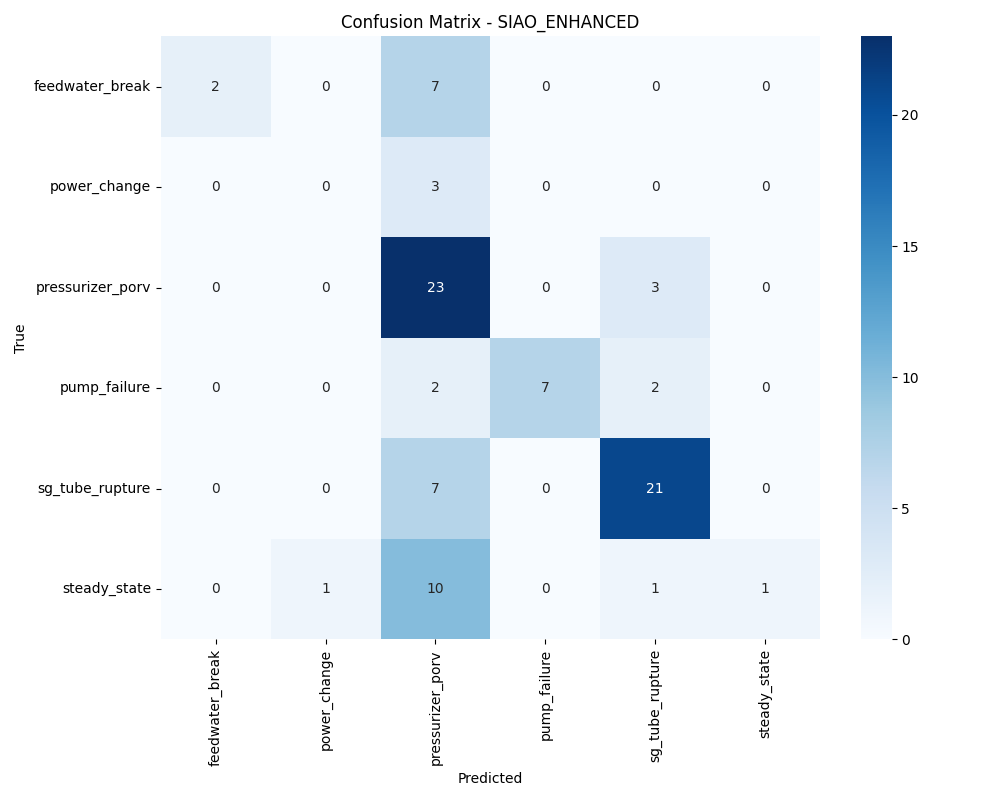 Confusion Matrix - SIAO_ENHANCED
feedwater_break 2 0 7 0 0 0
power_change 0 0 3 0 0 0
pressurizer_porv 0 0 23 0 3 0
pump_failure 0 0 2 7 2 0
sg_tube_rupture 0 0 7 0 21 0
steady_state 0 1 10 0 1 1
True
feedwater_break
power_change
pressurizer_porv
pump_failure
sg_tube_rupture
steady_state
Predicted
20
15
10
5
0